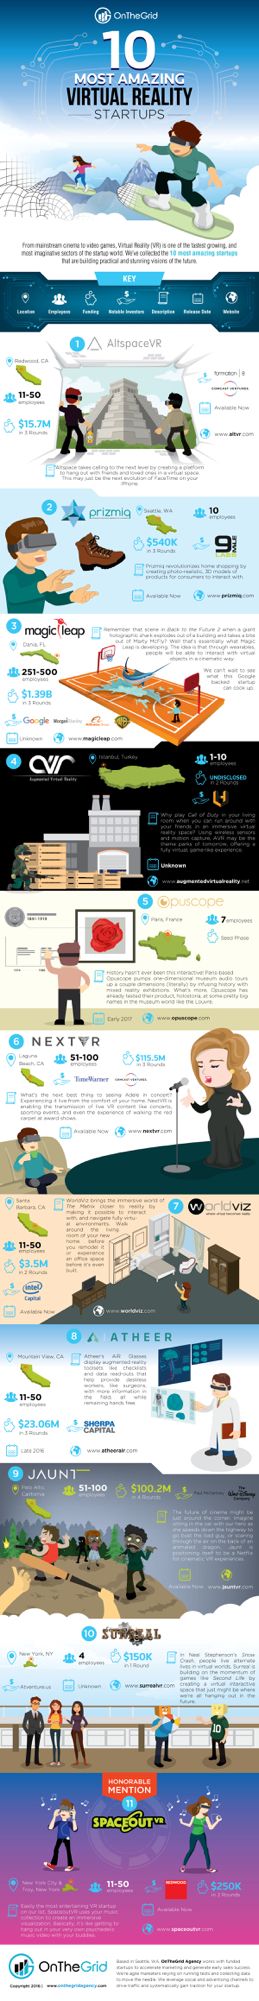 OnTheGrid
10
MOST AMAZING
VIRTUAL REALITY
STARTUPS
From mainstream cinema to video games, Virtual Reality (VR) is one of the fastest growing, and
most imaginative sectors of the startup world. We've collected the 10 most amazing startups
that are building practical and stunning visions of the future.
KEY
Location Employees Funding Notable Investors Description Release Date Website
1 AltspaceVR
Redwood, CA
11-50
employees
$15.7M
in 3 Rounds
formation 8
COMCAST VENTURES
Available Now
www.altvr.com
Altspace takes calling to the next level by creating a platform
to hang out with friends and loved ones in a virtual space.
This may just be the next evolution of FaceTime on your
iPhone.
2 prizmiq
Seattle, WA
10
employees
$540K
in 3 Rounds
9
MILE
LABS
Prizmiq revolutionizes home shopping by
creating photo-realistic, 3D models of
products for consumers to interact with.
Available Now
www.prizmiq.com
3 magic leap
Dania, FL
251-500
employees
$1.39B
in 3 Rounds
Google Morgan Stanley Alibaba
Unknown
www.magicleap.com
Remember that scene in Back to the Future 2 when a giant
holographic shark explodes out of a building and takes a bite
out of Marty McFly? Well that's essentially what Magic
Leap is developing. The idea is that through wearables,
people will be able to interact with virtual
objects in a cinematic way.
We can't wait to see
what this Google
backed startup
can cook up.
4 AVR
Augmented Virtual Reality
Istanbul, Turkey
1-10
employees
UNDISCLOSED
in 2 Rounds
Why play Call of Duty in your living
room when you can run around with
your friends in an immersive virtual
reality space? Using wireless sensors
and motion capture, AVR may be the
theme parks of tomorrow, offering a
fully virtual game-like experience.
Unknown
www.augmentedvirtualreality.net
5 Opuscope
Paris, France
7 employees
Seed Phase
History hasn't ever been this interactive! Paris-based
Opuscope pumps one-dimensional museum audio tours
up a couple dimensions (literally) by infusing history with
mixed reality exhibitions. What's more, Opuscope has
already tested their product, hololstoria, at some pretty big
names in the museum world like the Louvre.
Early 2017
www.opuscope.com
6 NEXTVR
Laguna
Beach, CA
51-100
employees
$115.5M
in 3 Rounds
TimeWarner COMCAST VENTURES
What's the next best thing to seeing Adele in concert?
Experiencing it live from the comfort of your home. NextVR is
enabling the transmission of live VR content like concerts,
sporting events, and even the experience of walking the red
carpet at award shows.
Available Now
www.nextvr.com
7 worldviz
Santa
Barbara, CA
11-50
employees
$3.5M
in 2 Rounds
intel
Capital
Available Now
WorldViz brings the immersive world of
The Matrix closer to reality by
making it possible to interact
with and navigate fully virtu-
al environments. Walk
around the living
room of your new
home before
you remodel it
or experience
an office space
before it's even
built.
www.worldviz.com
8 ATHEER
Mountain View, CA
11-50
employees
$23.06M
in 3 Rounds
Atheer's AiR Glasses
display augmented reality
toolsets like checklists
and data read-outs that
help provide deskless
workers, like surgeons,
with more information in
the field, all while
remaining hands free.
SHERPA
CAPITAL
Late 2016
www.atheerair.com
9 JAUNT
Palo Alto,
California
51-100
employees
$100.2M
in 4 Rounds
Paul McCartney
The Walt Disney Company
The future of cinema might be
just around the corner. Imagine
sitting in the car with our hero as
she speeds down the highway to
go bust the bad guy, or soaring
through the air on the back of an
animated dragon. Jaunt is
positioning itself to be a Netflix
for cinematic VR experiences.
Available Now
www.jauntvr.com
10 SURREAL
New York, NY
4
employees
$150K
in 1 Round
Adventure.us
Unknown
www.surrealvr.com
In Neal Stephenson's Snow
Crash, people live alternate
lives in virtual worlds. Surreal is
building on the momentum of
games like Second Life by
creating a virtual interactive
space that just might be where
we're all hanging out in the
future.
10
HONORABLE
MENTION
11
SPACEOUT VR
New York City &
Troy, New York
11-50
employees
REDWOOD
$250K
in 2 Rounds
Easily the most entertaining VR startup
on our list, SpaceoutVR uses your music
collection to create an immersive
visualization. Basically, it's like getting to
hang out in your very own psychedelic
music video with your buddies.
Available Now
www.spaceoutvr.com
OnTheGrid
Copyright 2016 | www.onthegridagency.com
Based in Seattle, WA, OnTheGrid Agency works with funded
startups to accelerate marketing and generate early sales success.
We're agile marketers relying on running tests and collecting data
to move the needle. We leverage social and advertising channels to
drive traffic and systematically gain traction for your startup.